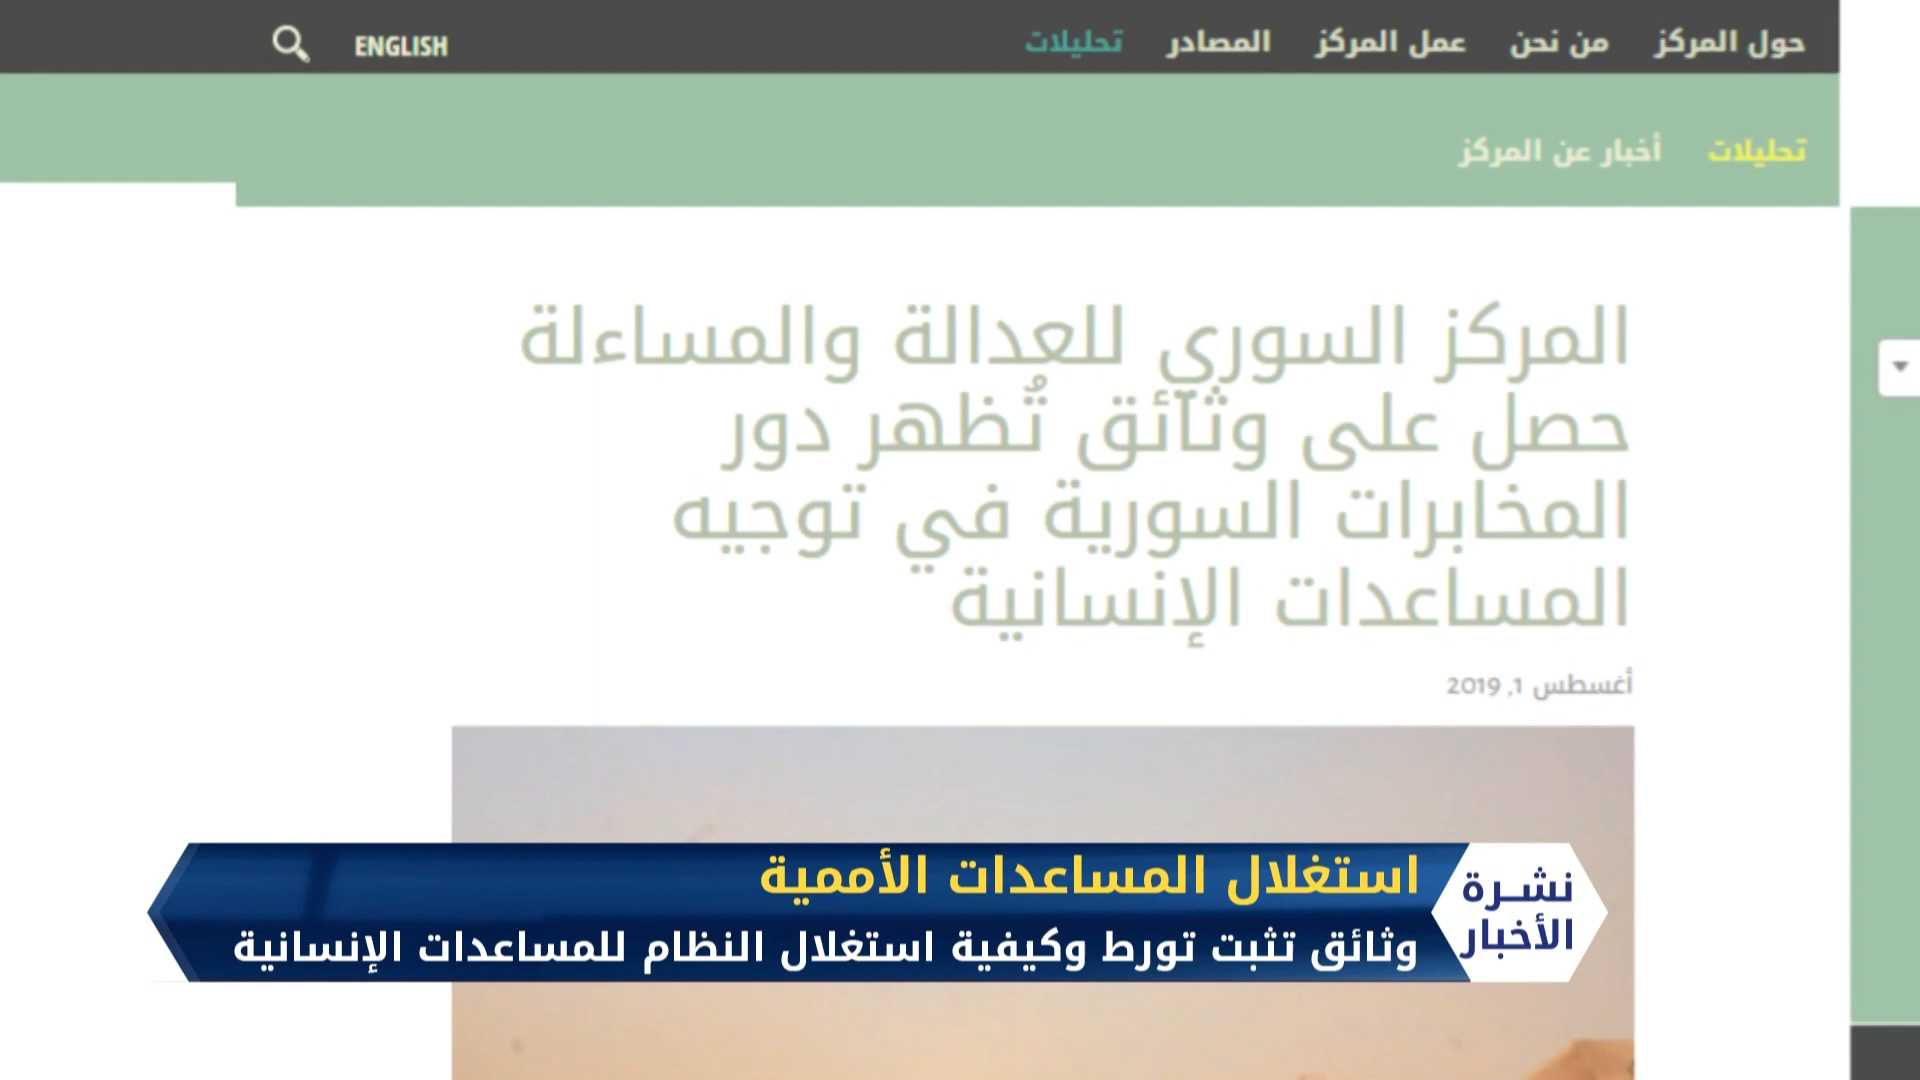 حول المركز من نحن عمل المركز المصادر تحليلات ENGLISH
تحليلات أخبار عن المركز
المركز السوري للعدالة والمساءلة
حصل على وثائق تُظهر دور
المخابرات السورية في توجيه
المساعدات الإنسانية
أغسطس 1, 2019
نشرة
الأخبار
استغلال المساعدات الأممية
وثائق تثبت تورط وكيفية استغلال النظام للمساعدات الإنسانية